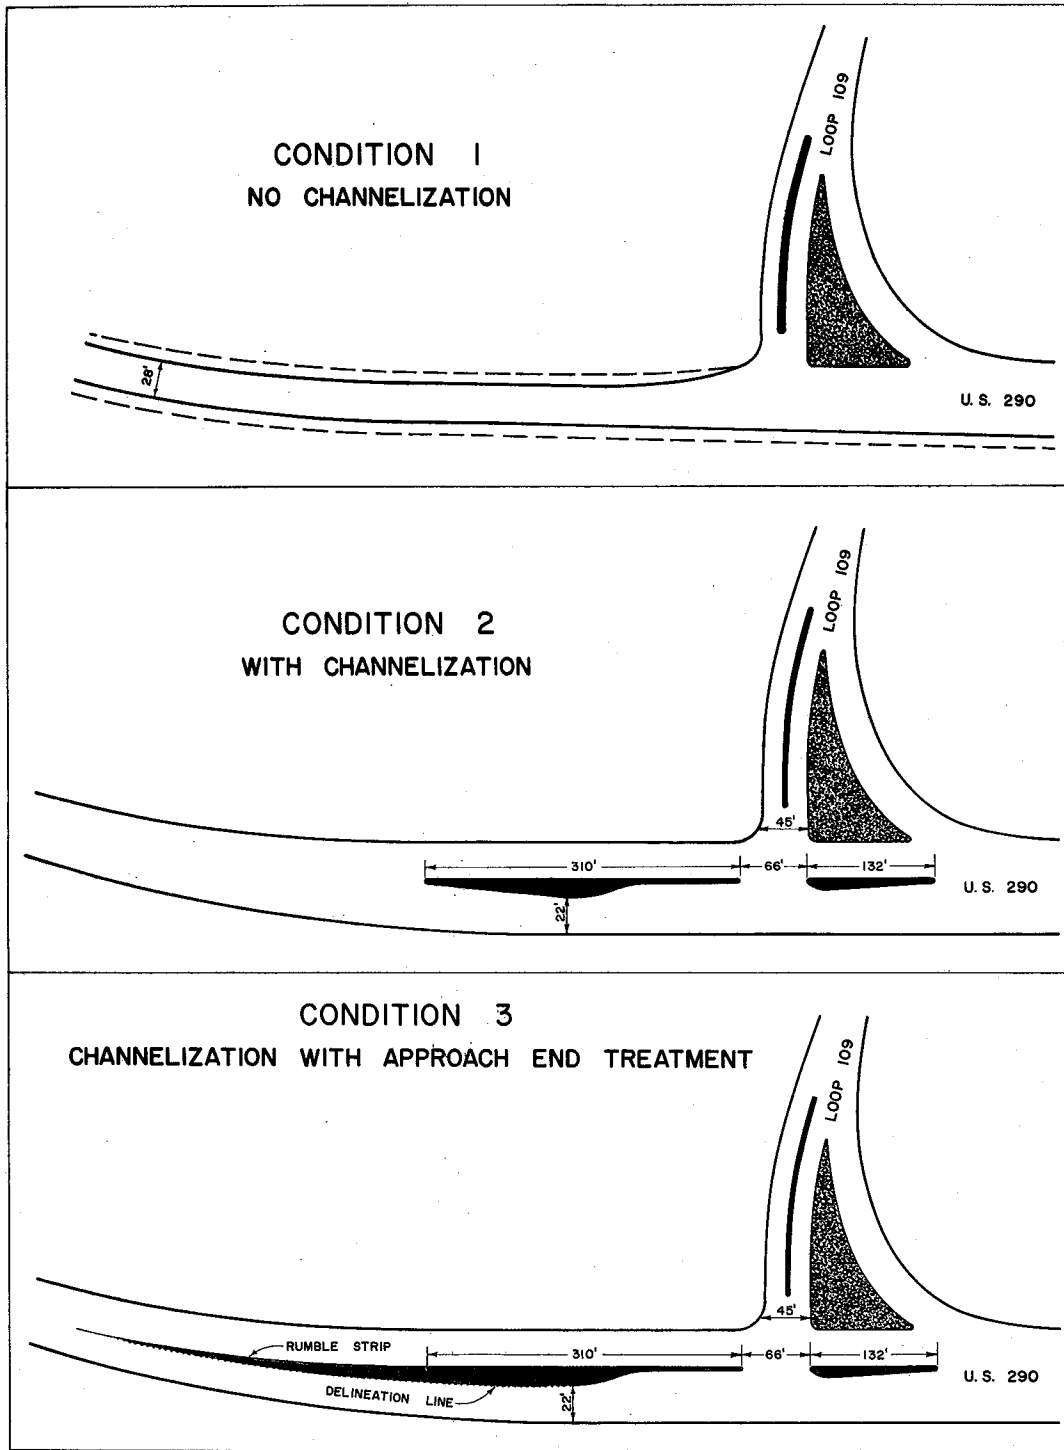 CONDITION 1
NO CHANNELIZATION
LOOP 109
28'
U. S. 290
CONDITION 2
WITH CHANNELIZATION
LOOP 109
45'
310'
66'
132'
U. S. 290
22'
CONDITION 3
CHANNELIZATION WITH APPROACH END TREATMENT
LOOP 109
45'
RUMBLE STRIP
310'
66'
132'
U. S. 290
DELINEATION LINE
22'